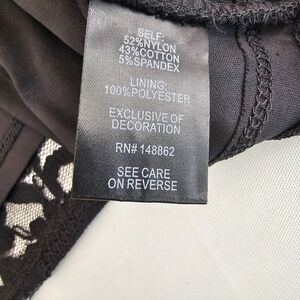 SELF:
52%NYLON
43%COTTON
5%SPANDEX
LINING:
100%POLYESTER
EXCLUSIVE OF
DECORATION
RN# 148862
SEE CARE
ON REVERSE